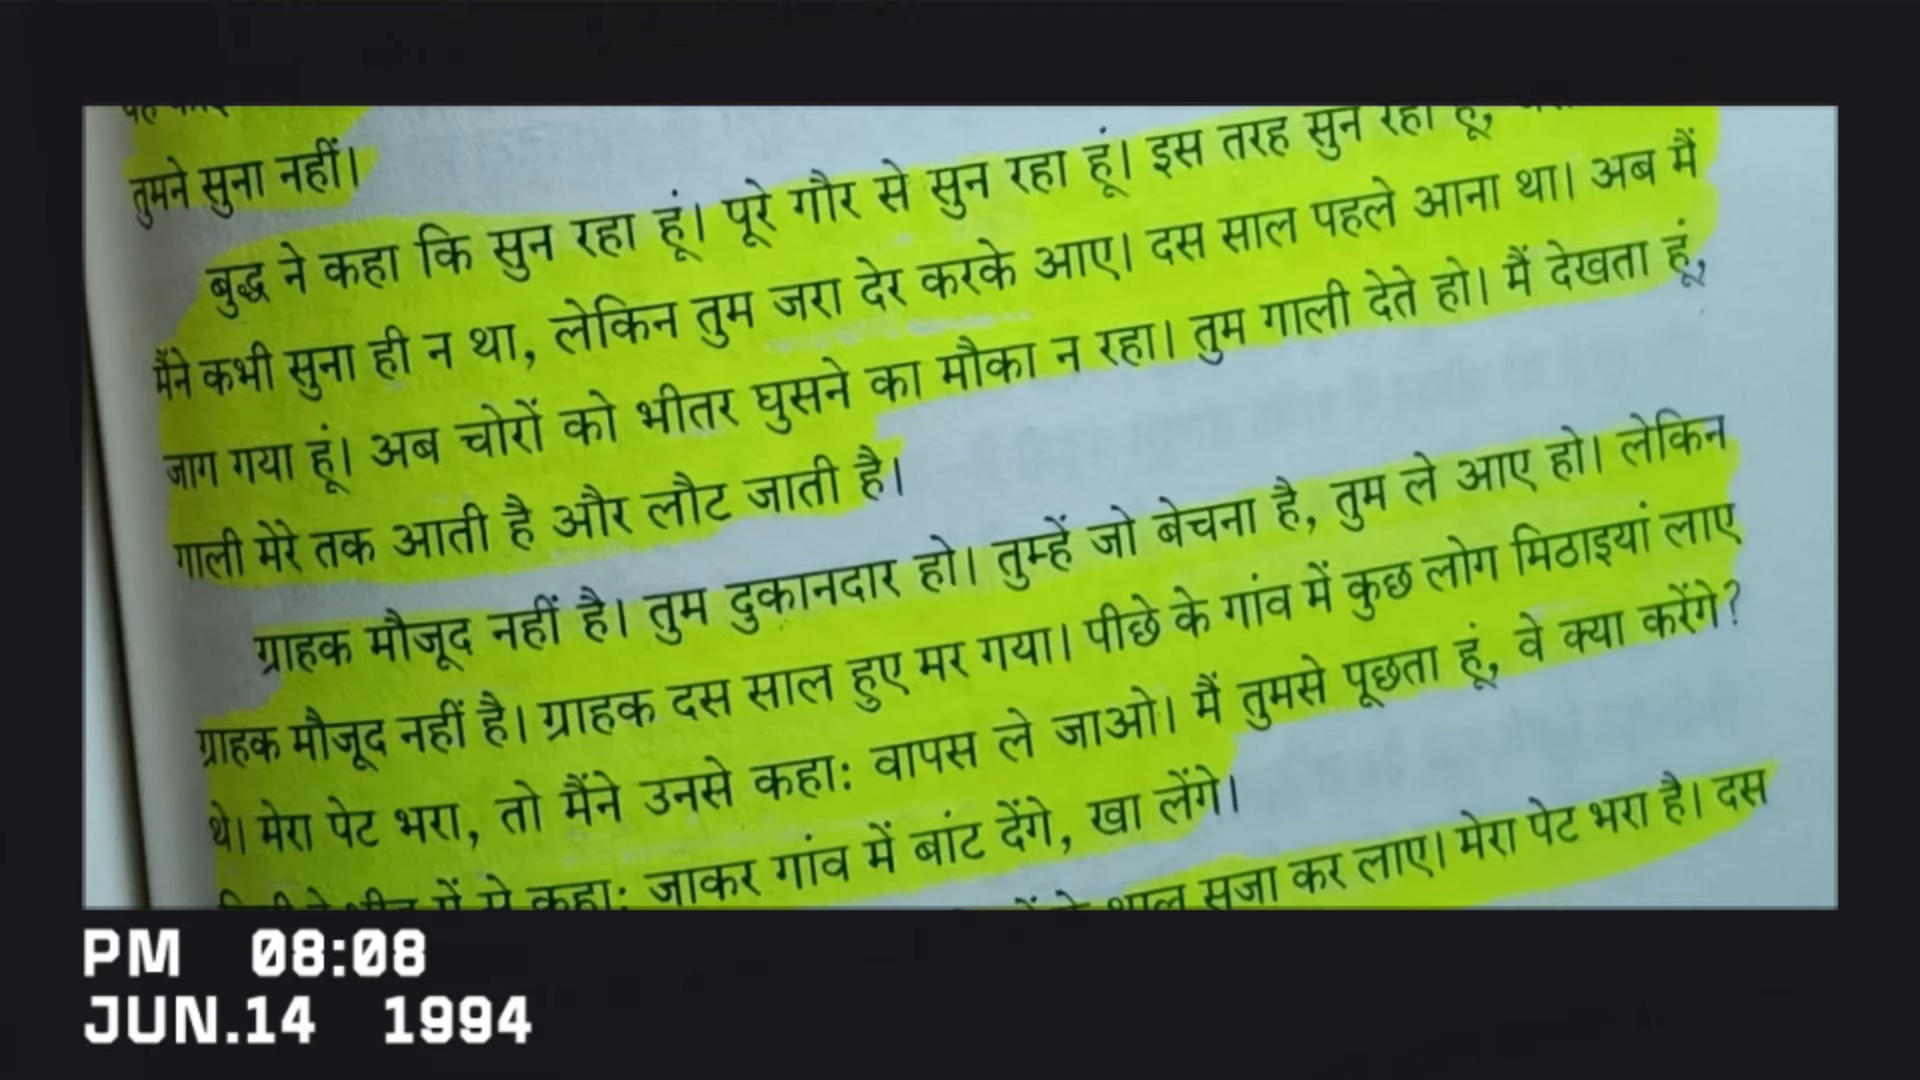 तुमने सुना नहीं।
बुद्ध ने कहा कि सुन रहा हूं। पूरे गौर से सुन रहा हूं। इस तरह सुन रहा हूं,
मैंने कभी सुना ही न था, लेकिन तुम जरा देर करके आए। दस साल पहले आना था। अब मैं
जाग गया हूं। अब चोरों को भीतर घुसने का मौका न रहा। तुम गाली देते हो। मैं देखता हूं,
गाली मेरे तक आती है और लौट जाती है।
ग्राहक मौजूद नहीं है। तुम दुकानदार हो। तुम्हें जो बेचना है, तुम ले आए हो। लेकिन
ग्राहक मौजूद नहीं है। ग्राहक दस साल हुए मर गया। पीछे के गांव में कुछ लोग मिठाइयां लाए
थे। मेरा पेट भरा, तो मैंने उनसे कहा: वापस ले जाओ। मैं तुमसे पूछता हूं, वे क्या करेंगे?
में से कहा: जाकर गांव में बांट देंगे, खा लेंगे।
सजा कर लाए। मेरा पेट भरा है। दस
PM 08:08
JUN.14 1994